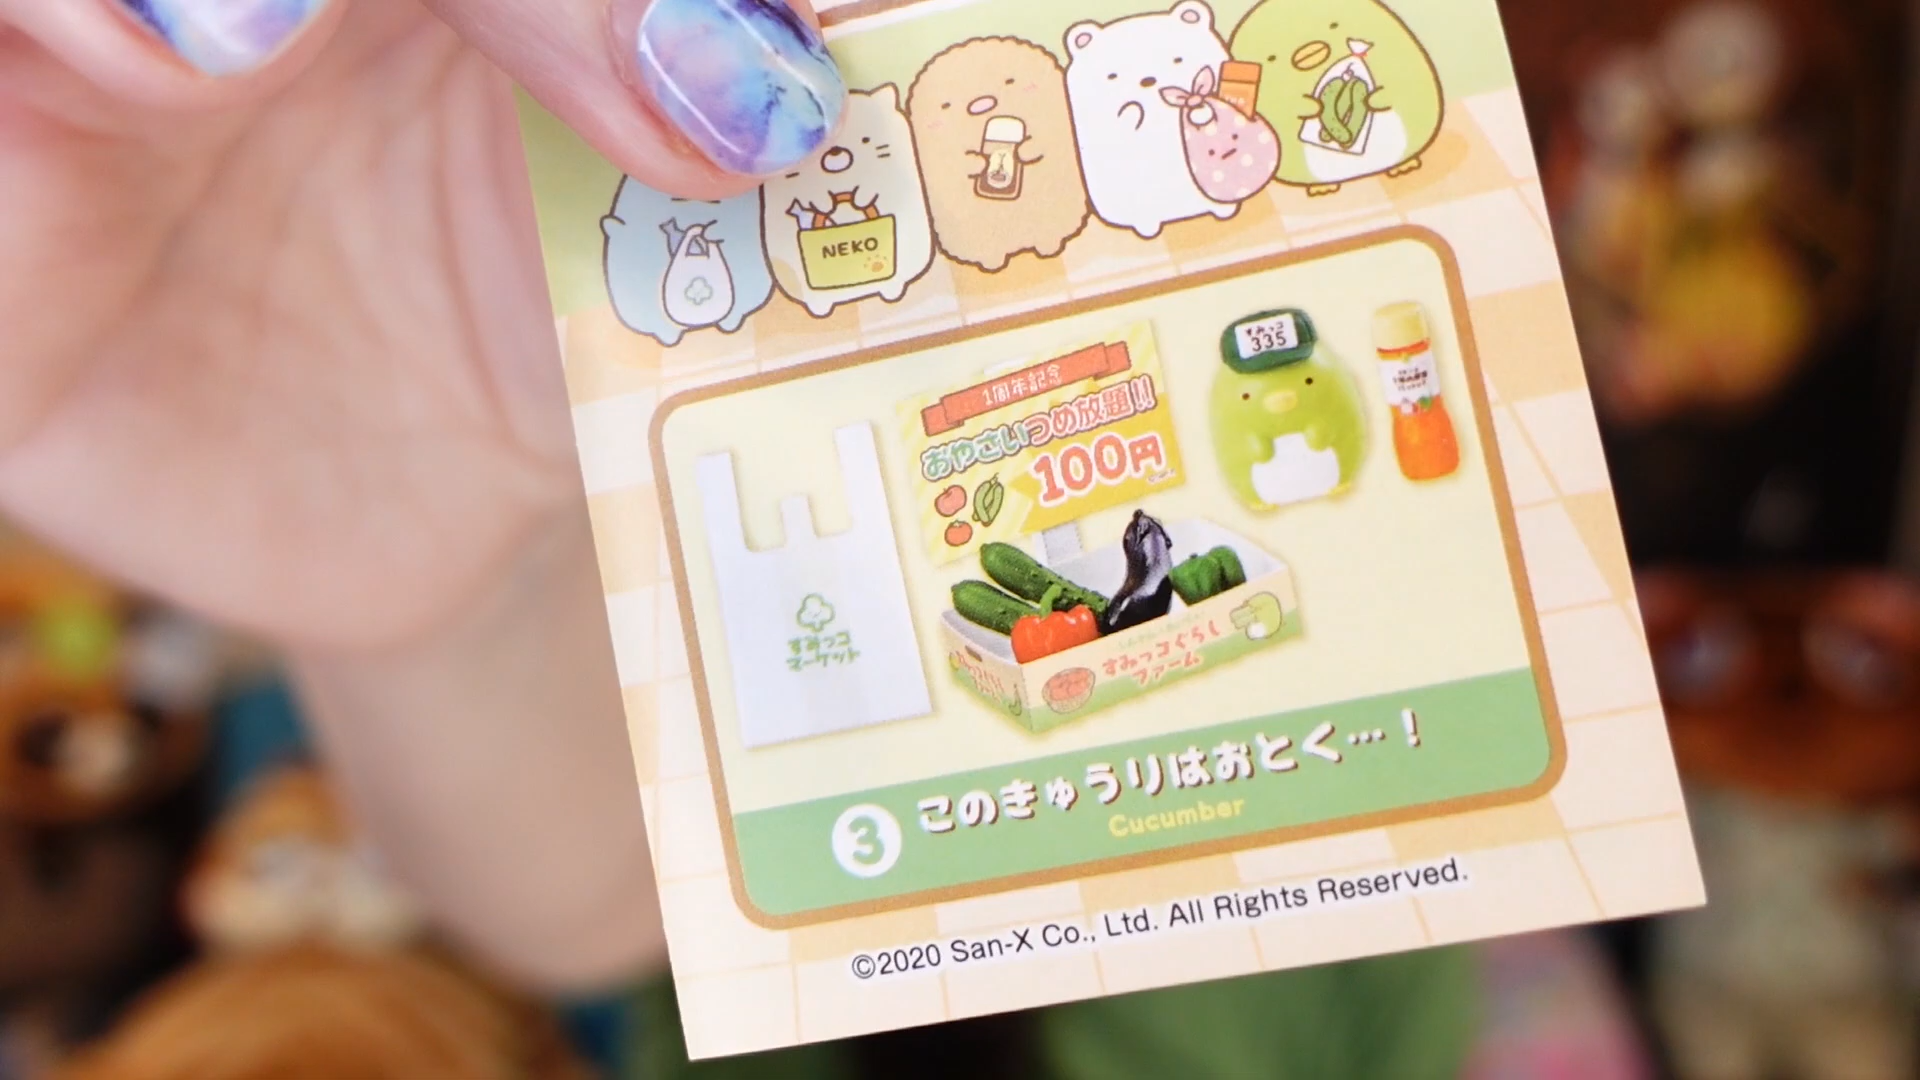 NEKO
1周年記念
おやさいつめ放題!!
100円
すみっコ
335
すみっコ
マーケット
すみっコぐらし
ファーム
3 このきゅうりはおとく…!
Cucumber
©2020 San-X Co., Ltd. All Rights Reserved.